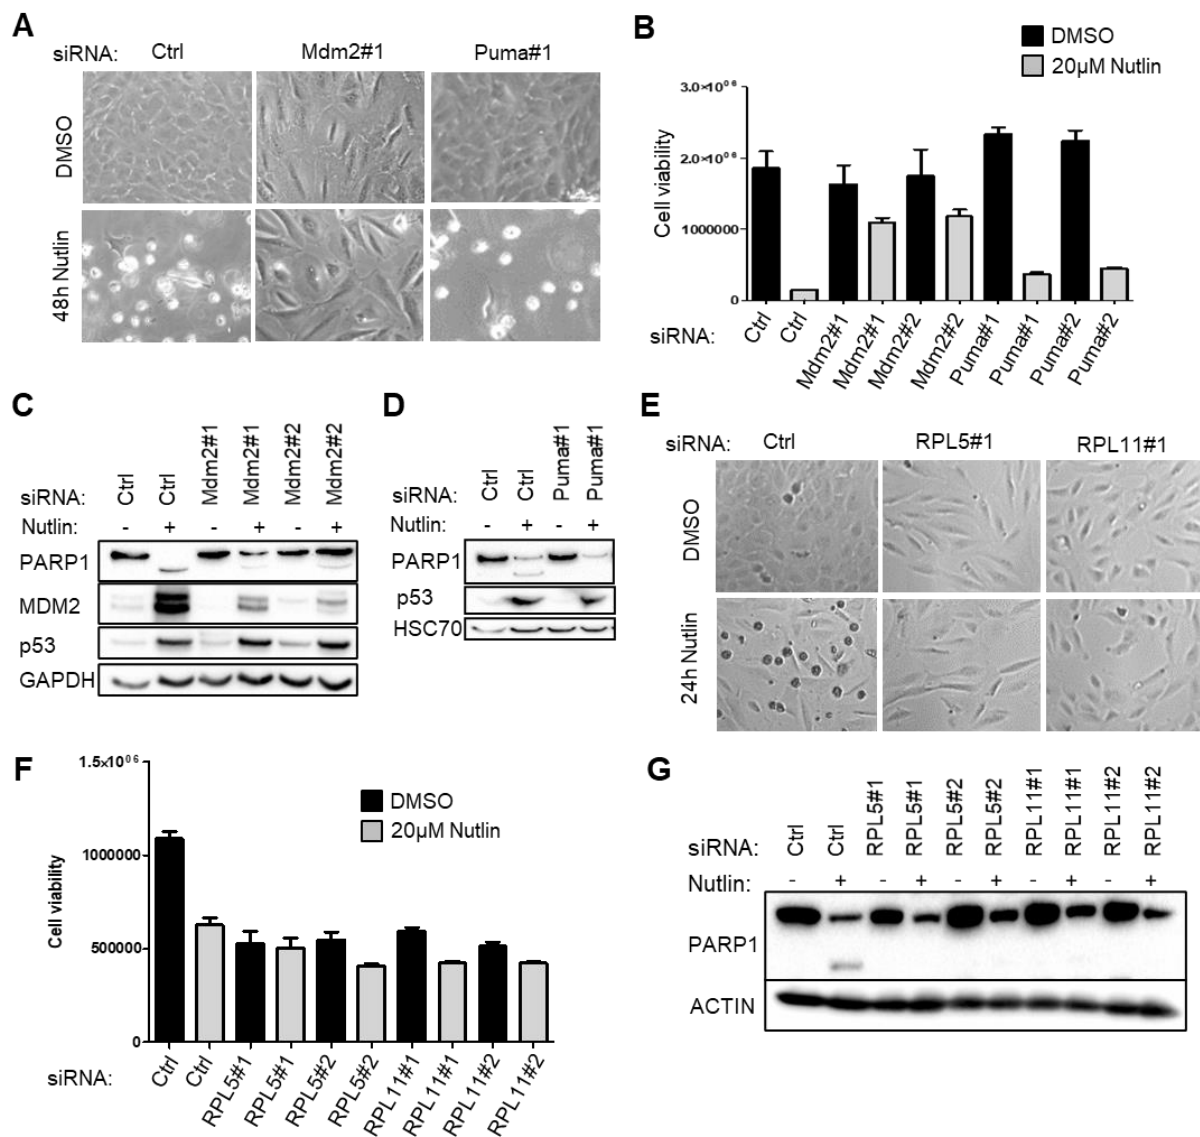 A
siRNA: Ctrl Mdm2#1 Puma#1
DMSO
48h Nutlin
B
DMSO
20µM Nutlin
Cell viability
3.0×10⁰⁶
2.0×10⁰⁶
1000000
0
siRNA: Ctrl Ctrl Mdm2#1 Mdm2#1 Mdm2#2 Mdm2#2 Puma#1 Puma#1 Puma#2 Puma#2
C
siRNA: Ctrl Ctrl Mdm2#1 Mdm2#1 Mdm2#2 Mdm2#2
Nutlin: - + - + - +
PARP1
MDM2
p53
GAPDH
D
siRNA: Ctrl Ctrl Puma#1 Puma#1
Nutlin: - + - +
PARP1
p53
HSC70
E
siRNA: Ctrl RPL5#1 RPL11#1
DMSO
24h Nutlin
F
DMSO
20µM Nutlin
Cell viability
1.5×10⁰⁶
1000000
500000
0
siRNA: Ctrl Ctrl RPL5#1 RPL5#1 RPL5#2 RPL5#2 RPL11#1 RPL11#1 RPL11#2 RPL11#2
G
siRNA: Ctrl Ctrl RPL5#1 RPL5#1 RPL5#2 RPL5#2 RPL11#1 RPL11#1 RPL11#2 RPL11#2
Nutlin: - + - + - + - + - +
PARP1
ACTIN